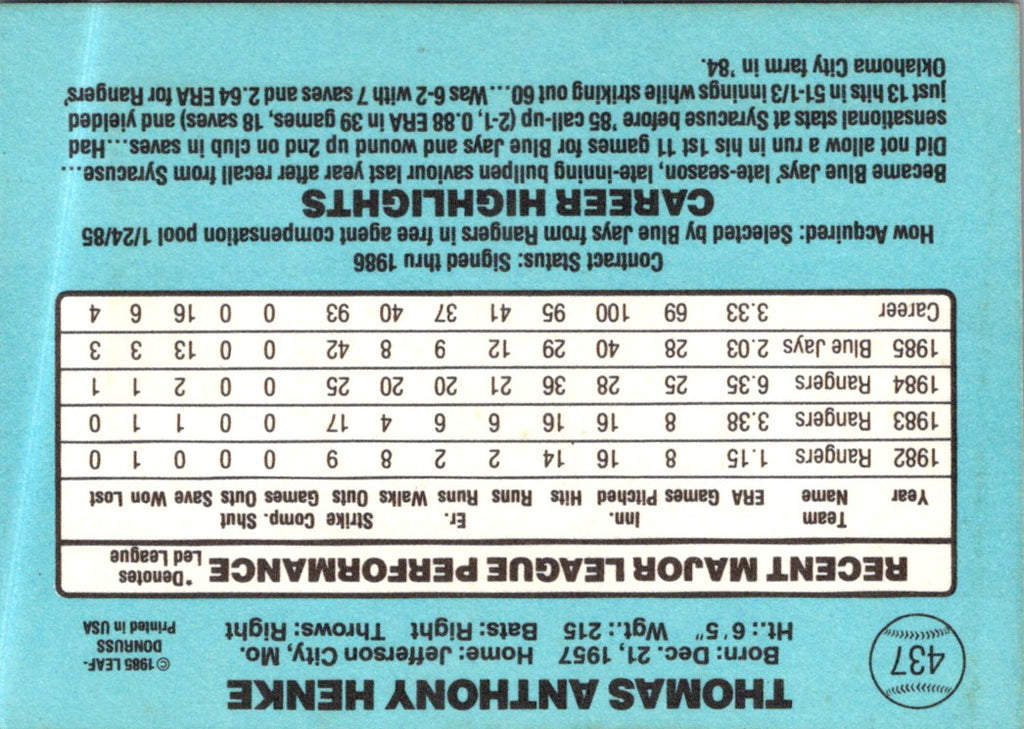 437
THOMAS ANTHONY HENKE
Born: Dec. 21, 1957 Home: Jefferson City, Mo.
Ht.: 6'5" Wgt.: 215 Bats: Right Throws: Right
©1985 LEAF-
DONRUSS
Printed in USA
RECENT MAJOR LEAGUE PERFORMANCE
*Denotes
Led League
Team Inn. Er. Strike Comp. Shut
Year Name ERA Games Pitched Hits Runs Runs Walks Outs Games Outs Save Won Lost
1982 Rangers 1.15 8 16 14 2 2 8 9 0 0 0 1 0
1983 Rangers 3.38 8 16 16 6 6 4 17 0 0 1 1 0
1984 Rangers 6.35 25 28 36 21 20 20 25 0 0 2 1 1
1985 Blue Jays 2.03 28 40 29 12 9 8 42 0 0 13 3 3
Career 3.33 69 100 95 41 37 40 93 0 0 16 6 4
Contract Status: Signed thru 1986
How Acquired: Selected by Blue Jays from Rangers in free agent compensation pool 1/24/85
CAREER HIGHLIGHTS
Became Blue Jays' late-season, late-inning bullpen saviour last year after recall from Syracuse...
Did not allow a run in his 1st 11 games for Blue Jays and wound up 2nd on club in saves...Had
sensational stats at Syracuse before '85 call-up (2-1, 0.88 ERA in 39 games, 18 saves) and yielded
just 13 hits in 51-1/3 innings while striking out 60...Was 6-2 with 7 saves and 2.64 ERA for Rangers'
Oklahoma City farm in '84.